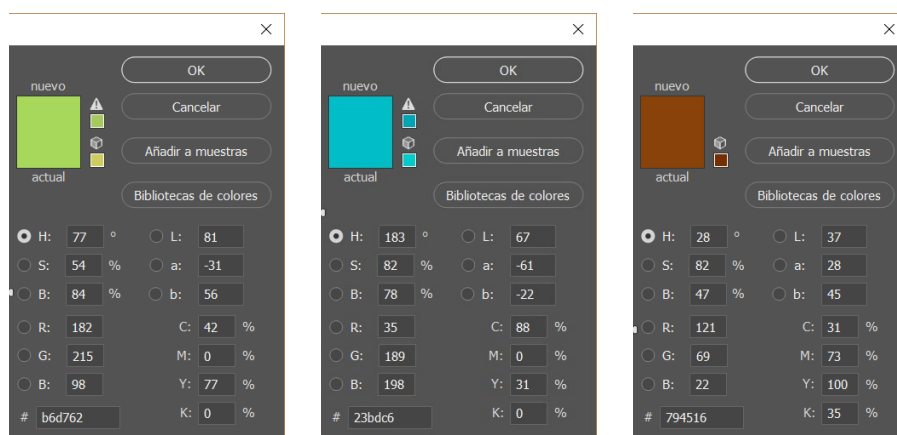 OK
nuevo
Cancelar
Añadir a muestras
actual
Bibliotecas de colores
H: 77 ° L: 81
S: 54 % a: -31
B: 84 % b: 56
R: 182 C: 42 %
G: 215 M: 0 %
B: 98 Y: 77 %
# b6d762 K: 0 %
OK
nuevo
Cancelar
Añadir a muestras
actual
Bibliotecas de colores
H: 183 ° L: 67
S: 82 % a: -61
B: 78 % b: -22
R: 35 C: 88 %
G: 189 M: 0 %
B: 198 Y: 31 %
# 23bdc6 K: 0 %
OK
nuevo
Cancelar
Añadir a muestras
actual
Bibliotecas de colores
H: 28 ° L: 37
S: 82 % a: 28
B: 47 % b: 45
R: 121 C: 31 %
G: 69 M: 73 %
B: 22 Y: 100 %
# 794516 K: 35 %